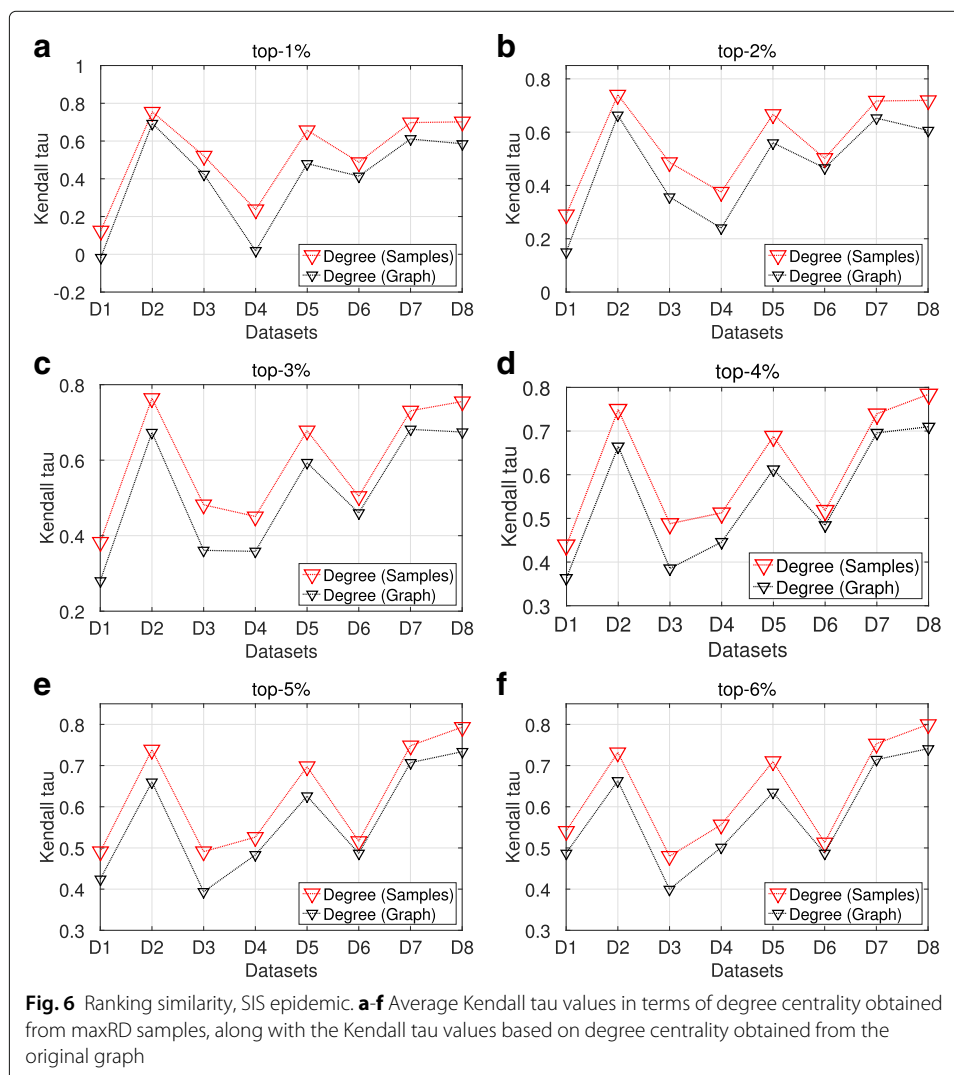 a
top-1%
1
0.8
0.6
0.4
0.2
0
-0.2
Kendall tau
D1 D2 D3 D4 D5 D6 D7 D8
Datasets
Degree (Samples)
Degree (Graph)
b
top-2%
0.8
0.6
0.4
0.2
0
Kendall tau
D1 D2 D3 D4 D5 D6 D7 D8
Datasets
Degree (Samples)
Degree (Graph)
c
top-3%
0.8
0.6
0.4
0.2
Kendall tau
D1 D2 D3 D4 D5 D6 D7 D8
Datasets
Degree (Samples)
Degree (Graph)
d
top-4%
0.8
0.7
0.6
0.5
0.4
0.3
Kendall tau
D1 D2 D3 D4 D5 D6 D7 D8
Datasets
Degree (Samples)
Degree (Graph)
e
top-5%
0.8
0.7
0.6
0.5
0.4
0.3
Kendall tau
D1 D2 D3 D4 D5 D6 D7 D8
Datasets
Degree (Samples)
Degree (Graph)
f
top-6%
0.8
0.7
0.6
0.5
0.4
0.3
Kendall tau
D1 D2 D3 D4 D5 D6 D7 D8
Datasets
Degree (Samples)
Degree (Graph)
Fig. 6 Ranking similarity, SIS epidemic. a-f Average Kendall tau values in terms of degree centrality obtained
from maxRD samples, along with the Kendall tau values based on degree centrality obtained from the
original graph